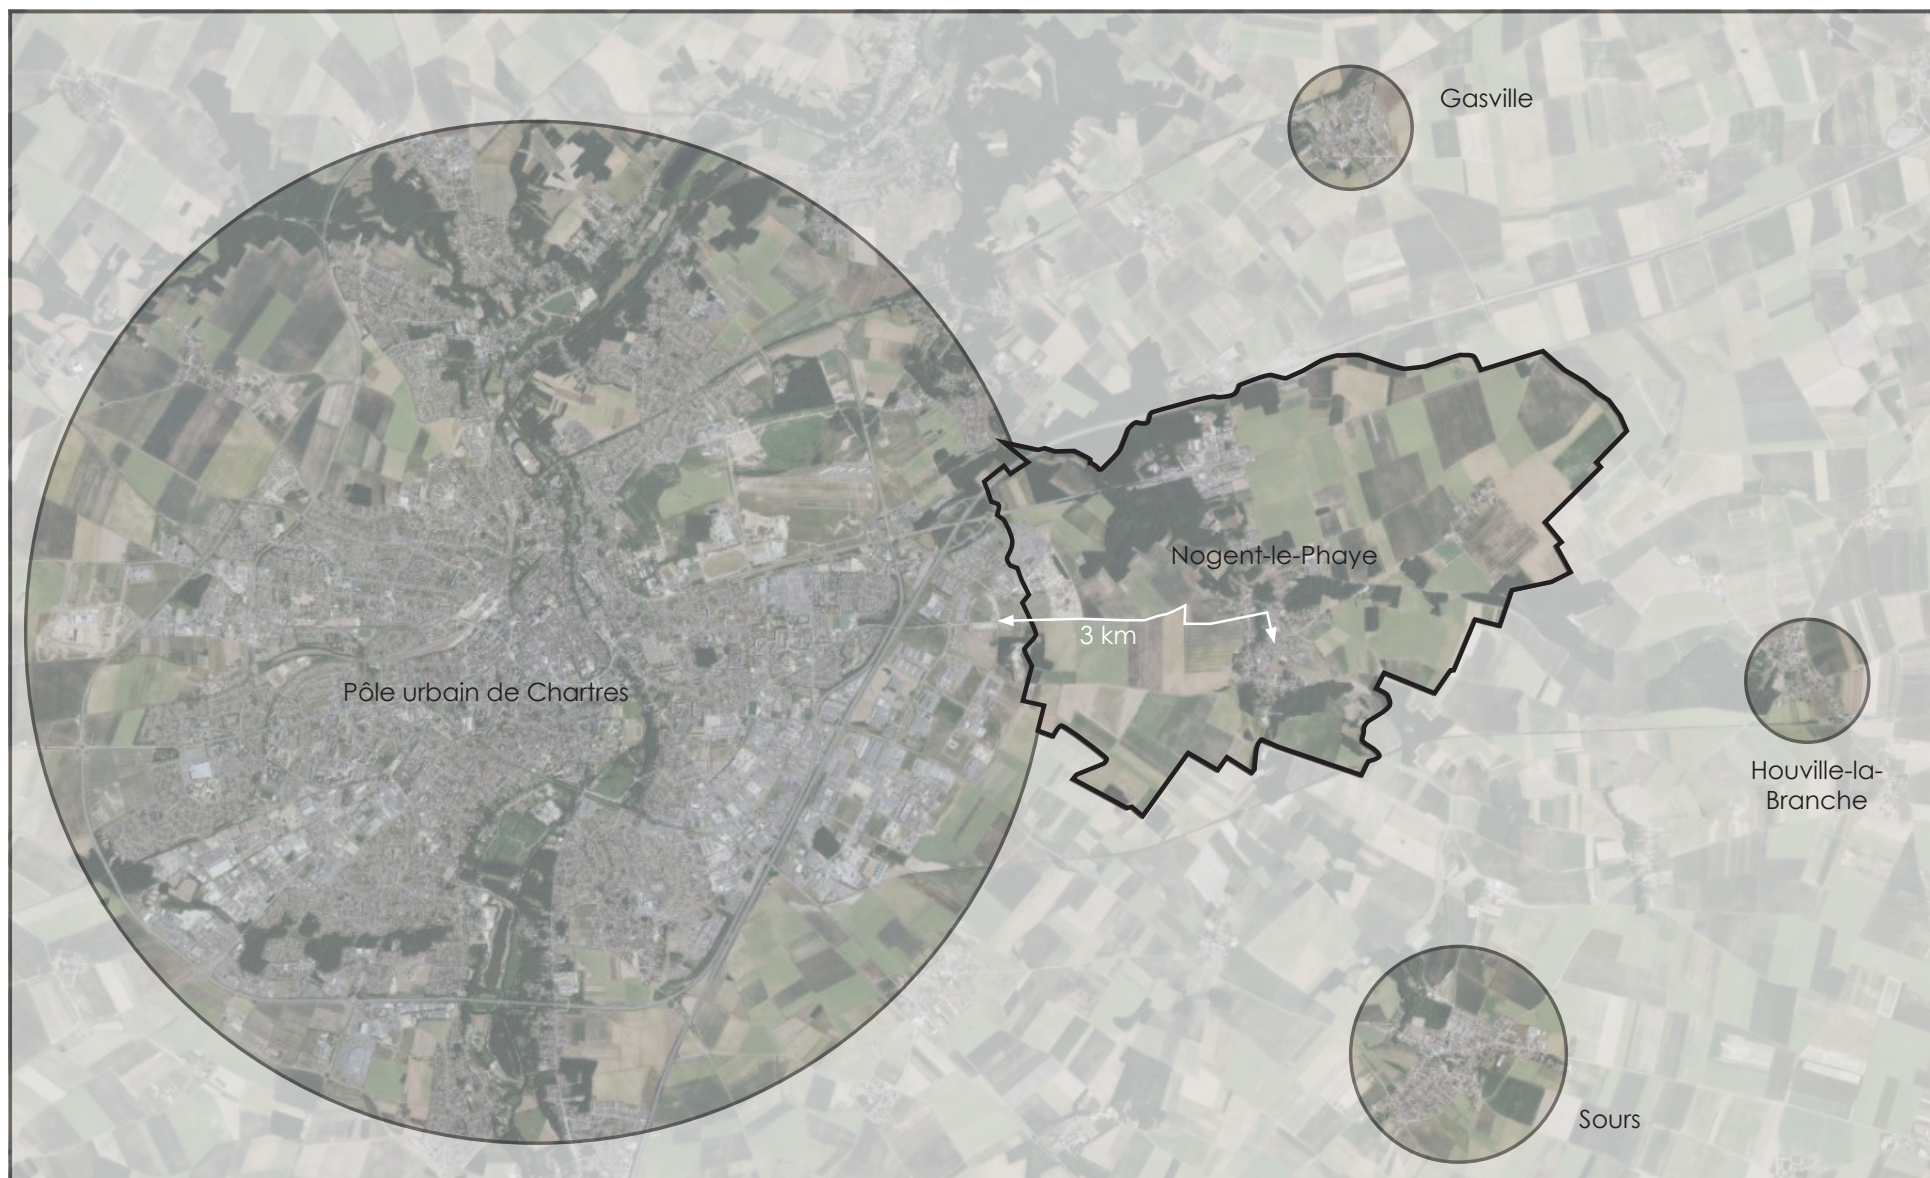 Gasville
Nogent-le-Phaye
3 km
Pôle urbain de Chartres
Houville-la-
Branche
Sours